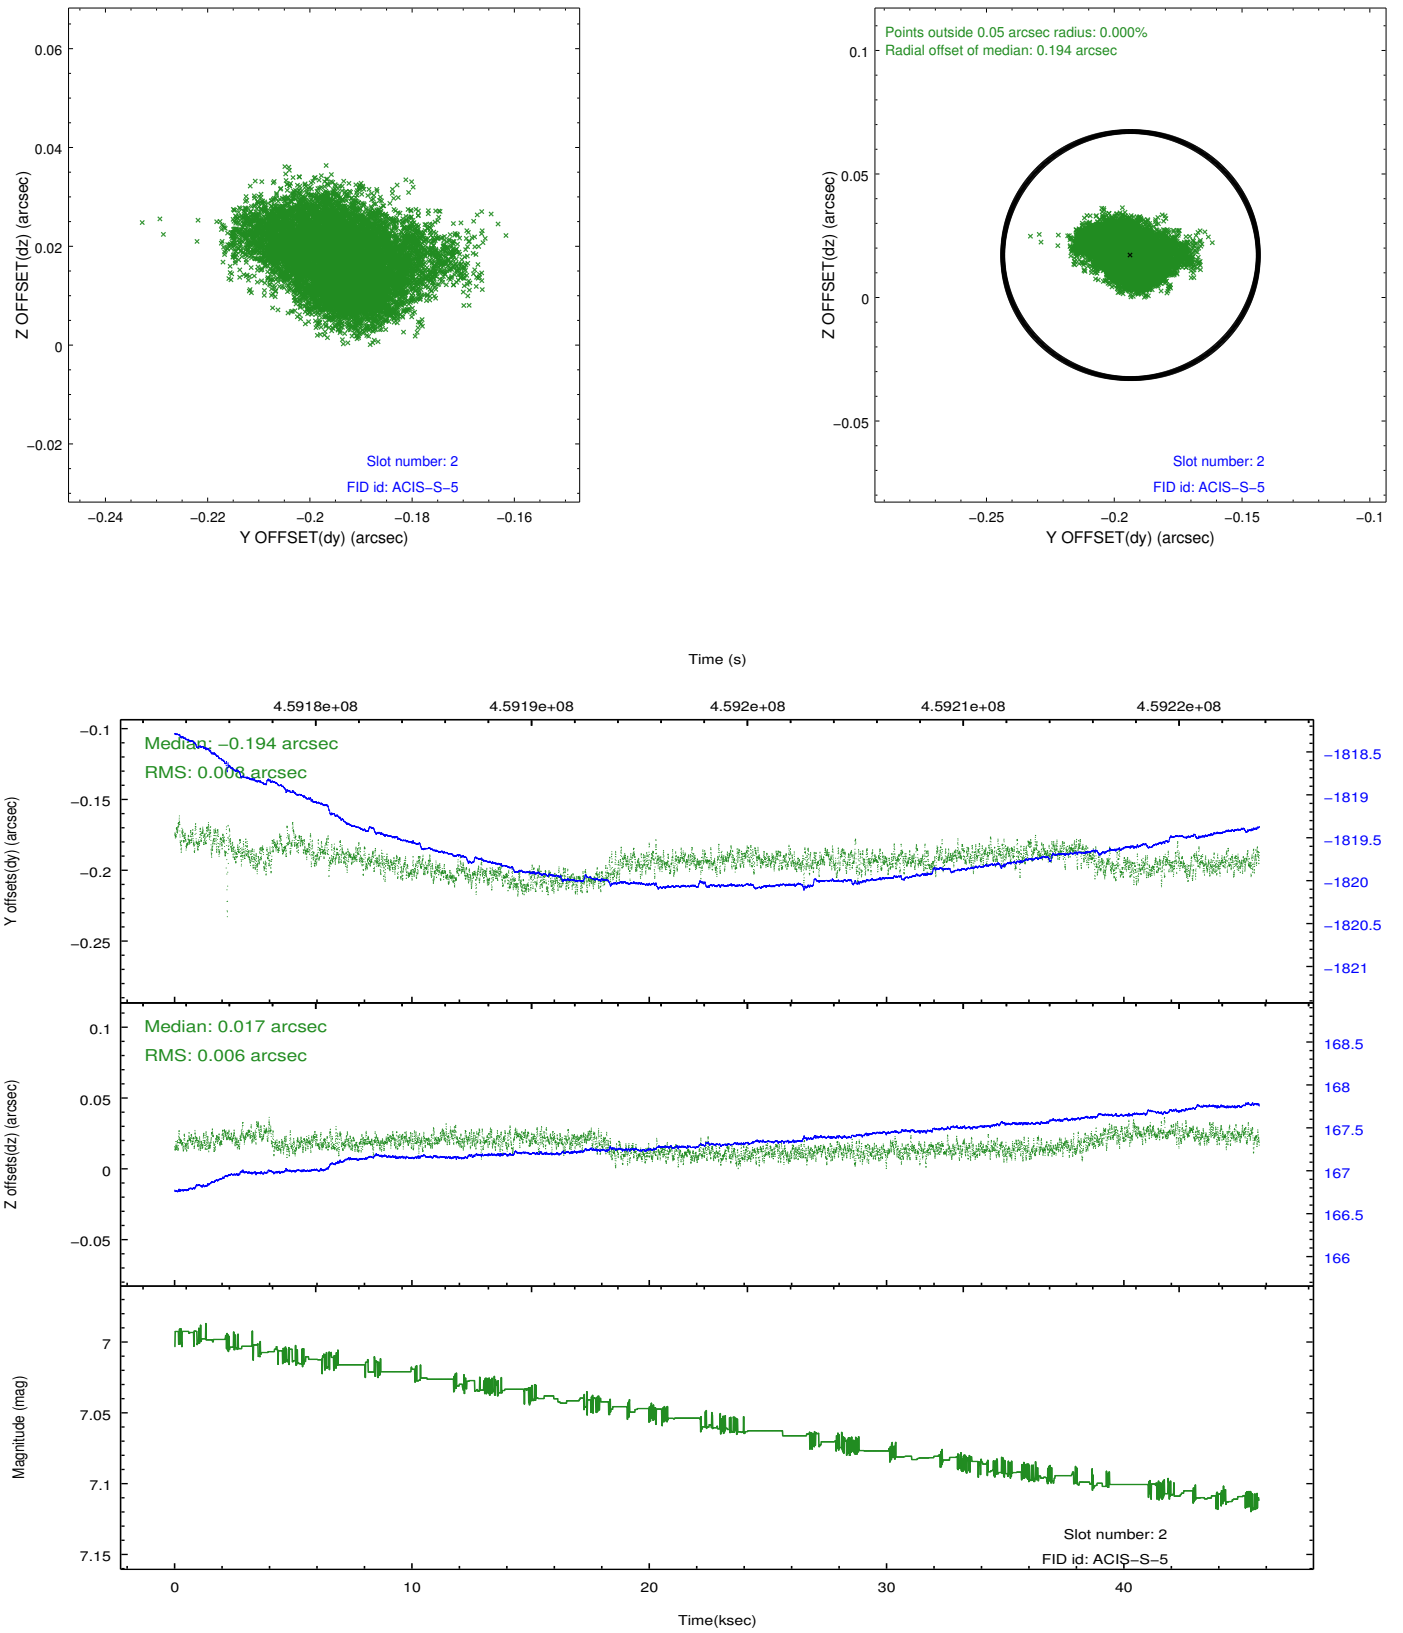 0.06
0.04
0.02
0
−0.02
Z OFFSET(dz) (arcsec)
Slot number: 2
FID id: ACIS−S−5
−0.24
−0.22
−0.2
−0.18
−0.16
Y OFFSET(dy) (arcsec)
Points outside 0.05 arcsec radius: 0.000%
Radial offset of median: 0.194 arcsec
0.1
0.05
0
−0.05
Z OFFSET(dz) (arcsec)
Slot number: 2
FID id: ACIS−S−5
−0.25
−0.2
−0.15
−0.1
Y OFFSET(dy) (arcsec)
Time (s)
4.5918e+08
4.5919e+08
4.592e+08
4.5921e+08
4.5922e+08
Median: −0.194 arcsec
RMS: 0.008 arcsec
−0.1
−0.15
−0.2
−0.25
Y offsets(dy) (arcsec)
−1818.5
−1819
−1819.5
−1820
−1820.5
−1821
Median: 0.017 arcsec
RMS: 0.006 arcsec
0.1
0.05
0
−0.05
Z offsets(dz) (arcsec)
168.5
168
167.5
167
166.5
166
7
7.05
7.1
7.15
Magnitude (mag)
Slot number: 2
FID id: ACIS−S−5
0
10
20
30
40
Time(ksec)